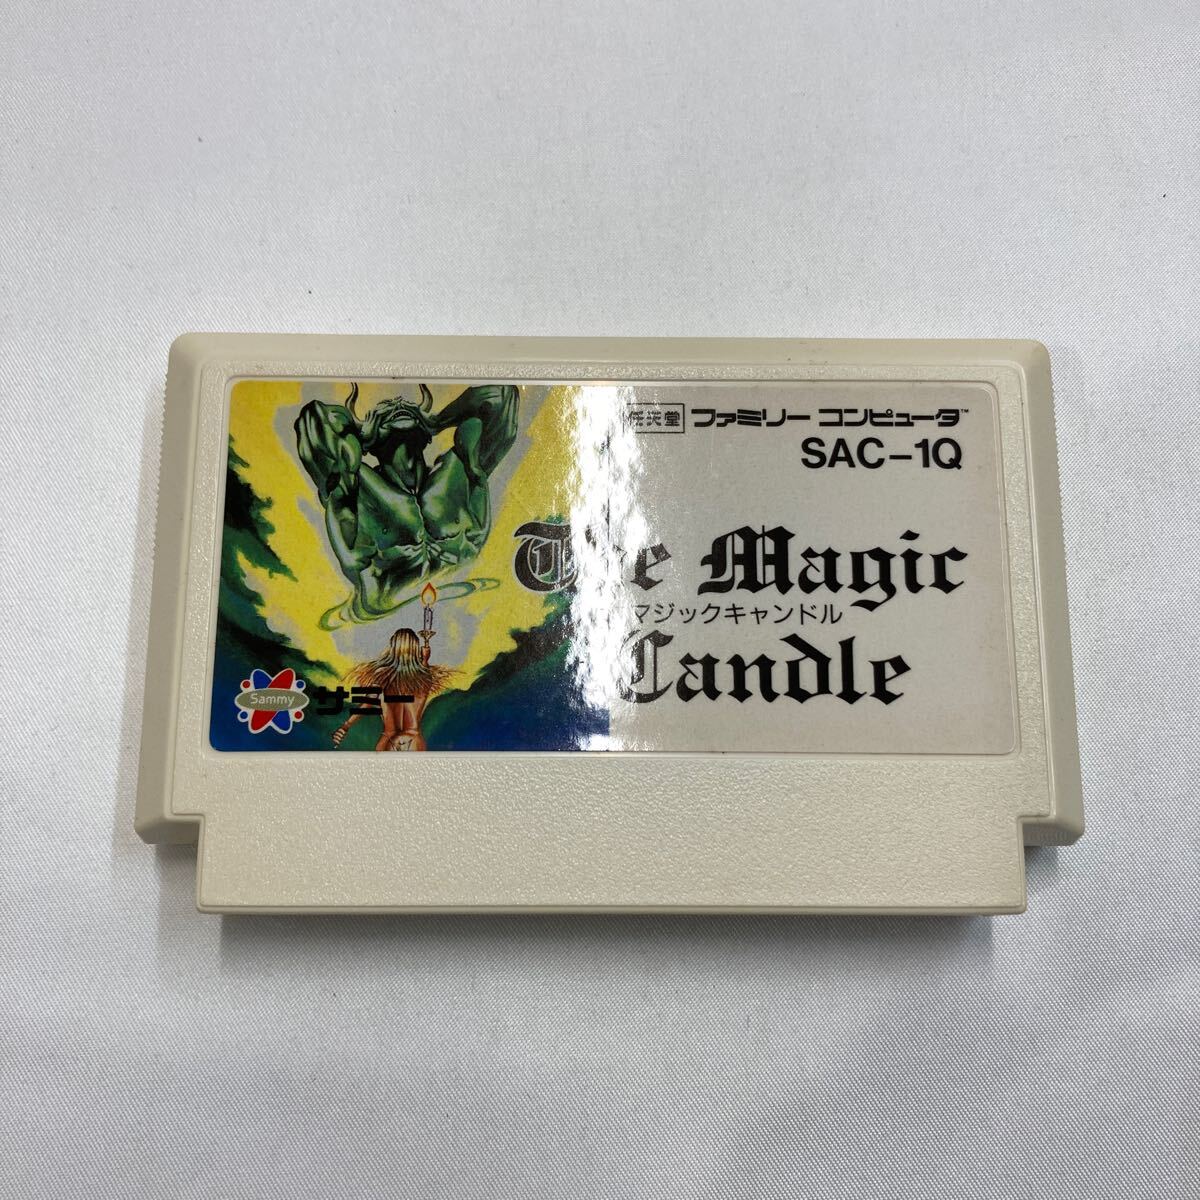 任天堂 ファミリーコンピュータ™
SAC-1Q
The Magic
マジックキャンドル
Candle
Sammy サミー